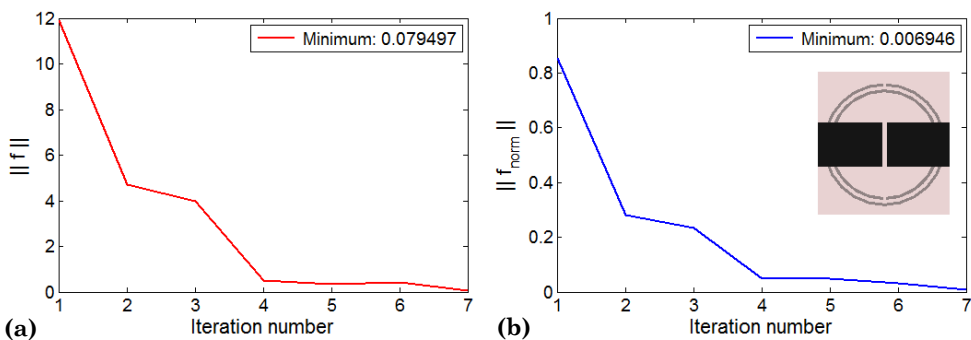 12
10
8
6
4
2
0
|| f ||
Minimum: 0.079497
1 2 3 4 5 6 7
Iteration number
(a)
1
0.8
0.6
0.4
0.2
0
|| f_norm ||
Minimum: 0.006946
1 2 3 4 5 6 7
Iteration number
(b)